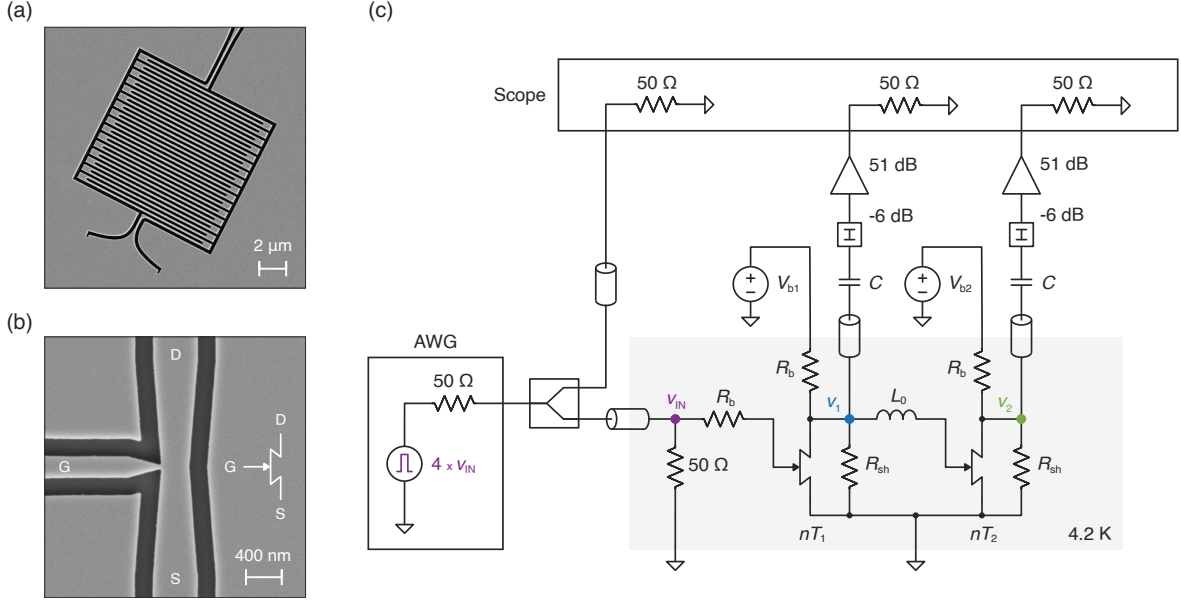 (a)
2 μm
(b)
D
G
S
D
G
S
400 nm
(c)
Scope
50 Ω
50 Ω
50 Ω
51 dB
51 dB
-6 dB
-6 dB
V_b1
C
V_b2
C
AWG
50 Ω
4 x v_IN
v_IN
R_b
50 Ω
R_b
v_1
L_0
R_b
v_2
R_sh
R_sh
nT_1
nT_2
4.2 K